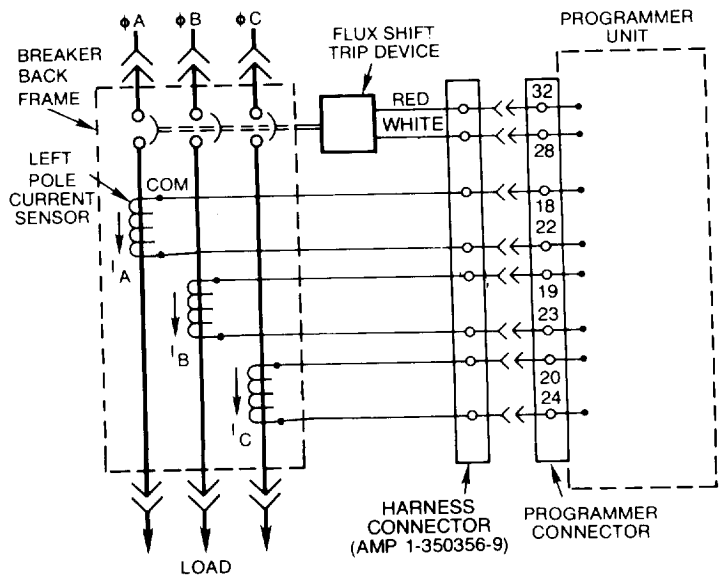 ϕA
ϕB
ϕC
FLUX SHIFT
TRIP DEVICE
PROGRAMMER
UNIT
BREAKER
BACK
FRAME
RED
WHITE
32
28
LEFT
POLE
CURRENT
SENSOR
COM
18
22
I A
19
23
I B
20
24
I C
HARNESS
CONNECTOR
(AMP 1-350356-9)
PROGRAMMER
CONNECTOR
LOAD